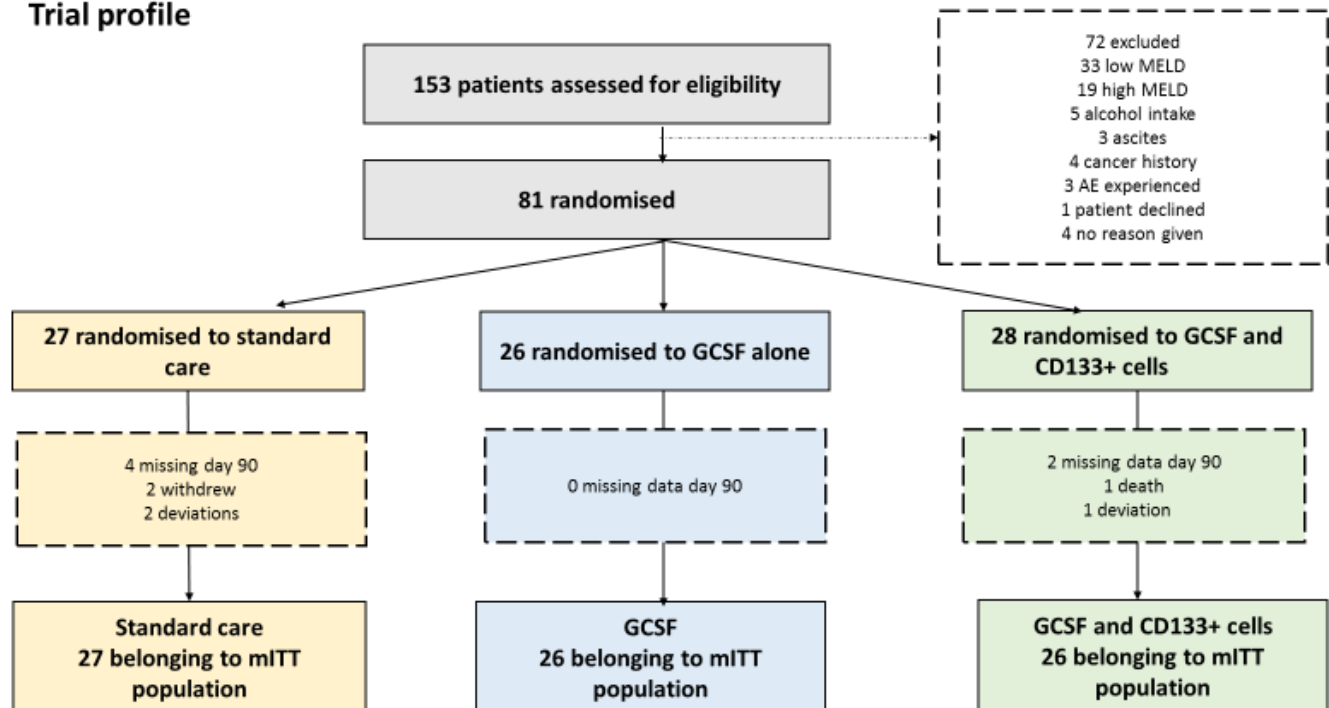 Trial profile
153 patients assessed for eligibility
72 excluded
33 low MELD
19 high MELD
5 alcohol intake
3 ascites
4 cancer history
3 AE experienced
1 patient declined
4 no reason given
81 randomised
27 randomised to standard
care
26 randomised to GCSF alone
28 randomised to GCSF and
CD133+ cells
4 missing day 90
2 withdrew
2 deviations
0 missing data day 90
2 missing data day 90
1 death
1 deviation
Standard care
27 belonging to mITT
population
GCSF
26 belonging to mITT
population
GCSF and CD133+ cells
26 belonging to mITT
population